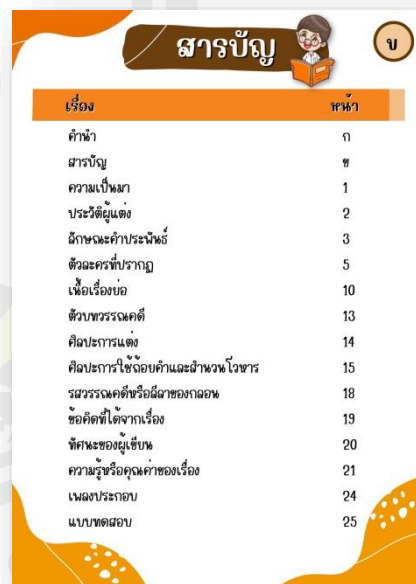 สารบัญ
ข
เรื่อง หน้า
คำนำ ก
สารบัญ ข
ความเป็นมา 1
ประวัติผู้แต่ง 2
ลักษณะคำประพันธ์ 3
ตัวละครที่ปรากฏ 5
เนื้อเรื่องย่อ 10
ตัวบทวรรณคดี 13
ศิลปะการแต่ง 14
ศิลปะการใช้ถ้อยคำและสำนวนโวหาร 15
รสวรรณคดีหรือลีลาของกลอน 18
ข้อคิดที่ได้จากเรื่อง 19
ทัศนะของผู้เขียน 20
ความรู้หรือคุณค่าของเรื่อง 21
เพลงประกอบ 24
แบบทดสอบ 25